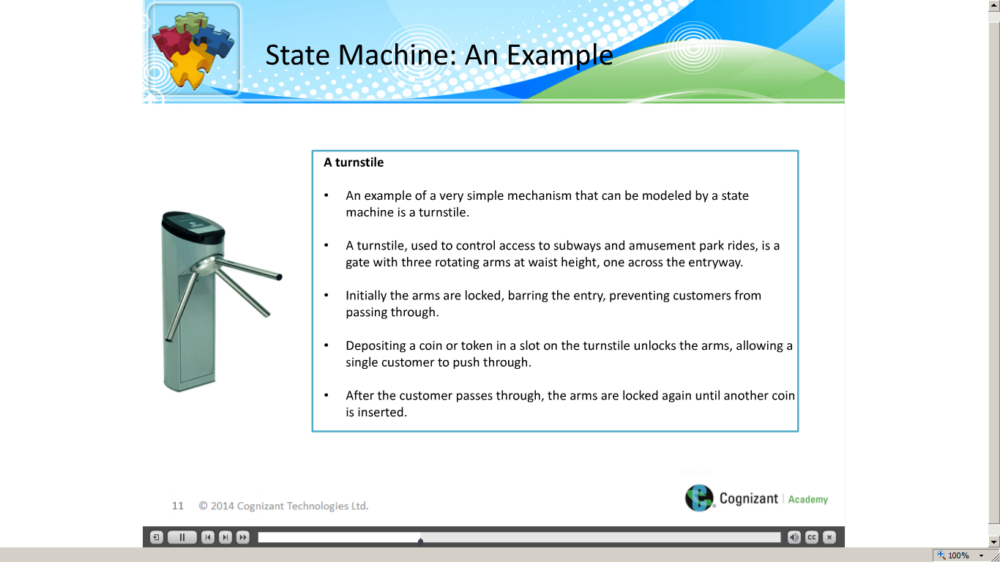 State Machine: An Example
A turnstile
• An example of a very simple mechanism that can be modeled by a state
machine is a turnstile.
• A turnstile, used to control access to subways and amusement park rides, is a
gate with three rotating arms at waist height, one across the entryway.
• Initially the arms are locked, barring the entry, preventing customers from
passing through.
• Depositing a coin or token in a slot on the turnstile unlocks the arms, allowing a
single customer to push through.
• After the customer passes through, the arms are locked again until another coin
is inserted.
11 © 2014 Cognizant Technologies Ltd.
Cognizant | Academy
CC
100%